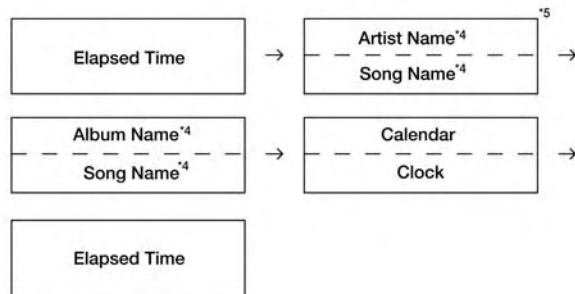 Elapsed Time → Artist Name*4 *5 →
Song Name*4
Album Name*4 → Calendar →
Song Name*4 Clock
Elapsed Time